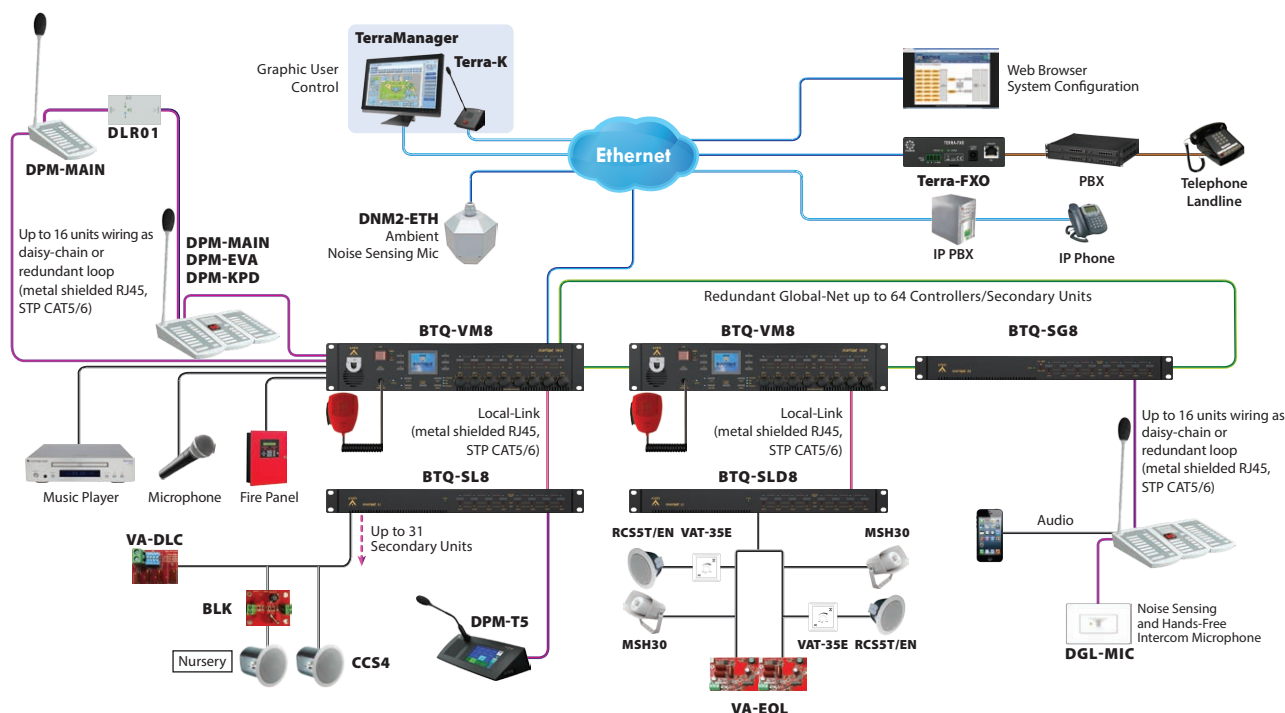 TerraManager
Terra-K
Graphic User
Control
Web Browser
System Configuration
DLR01
DPM-MAIN
Ethernet
TERRA-FXO
Terra-FXO
PBX
Telephone
Landline
DNM2-ETH
Ambient
Noise Sensing Mic
IP PBX
IP Phone
Up to 16 units wiring as
daisy-chain or
redundant loop
(metal shielded RJ45,
STP CAT5/6)
DPM-MAIN
DPM-EVA
DPM-KPD
Redundant Global-Net up to 64 Controllers/Secondary Units
BTQ-VM8
BTQ-VM8
BTQ-SG8
Local-Link
(metal shielded RJ45,
STP CAT5/6)
Local-Link
(metal shielded RJ45,
STP CAT5/6)
Up to 16 units wiring as
daisy-chain or
redundant loop
(metal shielded RJ45,
STP CAT5/6)
Music Player
Microphone
Fire Panel
BTQ-SL8
BTQ-SLD8
Up to 31
Secondary Units
VA-DLC
BLK
Nursery
CCS4
DPM-T5
RCS5T/EN
VAT-35E
MSH30
MSH30
VAT-35E
RCS5T/EN
VA-EOL
Audio
DGL-MIC
Noise Sensing
and Hands-Free
Intercom Microphone